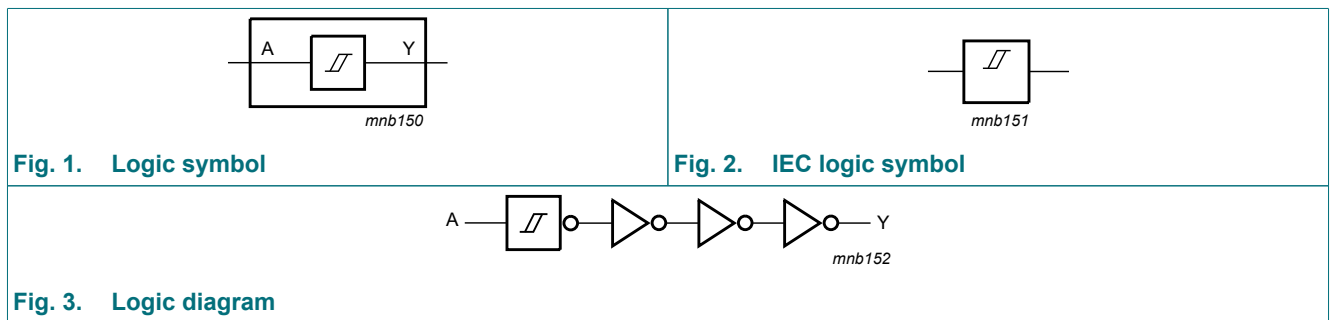 A Y
mnb150
Fig. 1. Logic symbol
mnb151
Fig. 2. IEC logic symbol
A Y
mnb152
Fig. 3. Logic diagram